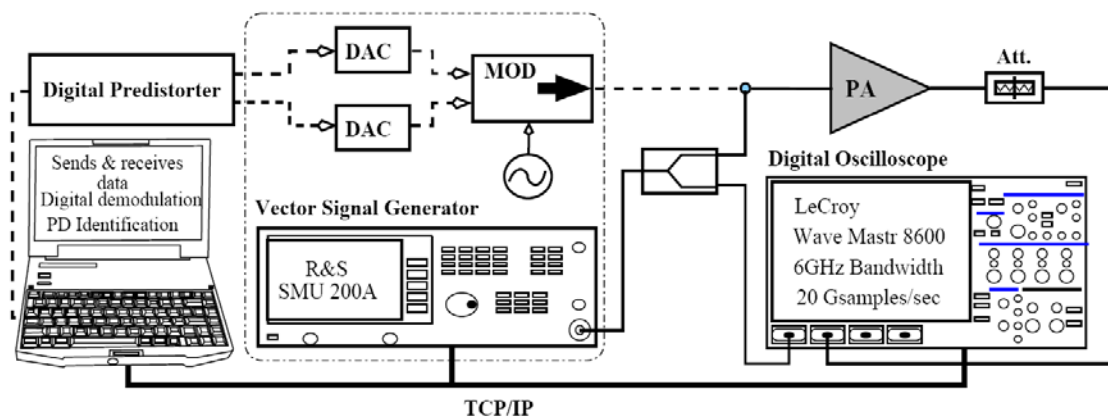 DAC
MOD
Att.
Digital Predistorter
PA
DAC
Sends & receives
data
Digital demodulation
PD Identification
Digital Oscilloscope
Vector Signal Generator
LeCroy
Wave Mastr 8600
6GHz Bandwidth
20 Gsamples/sec
R&S
SMU 200A
TCP/IP